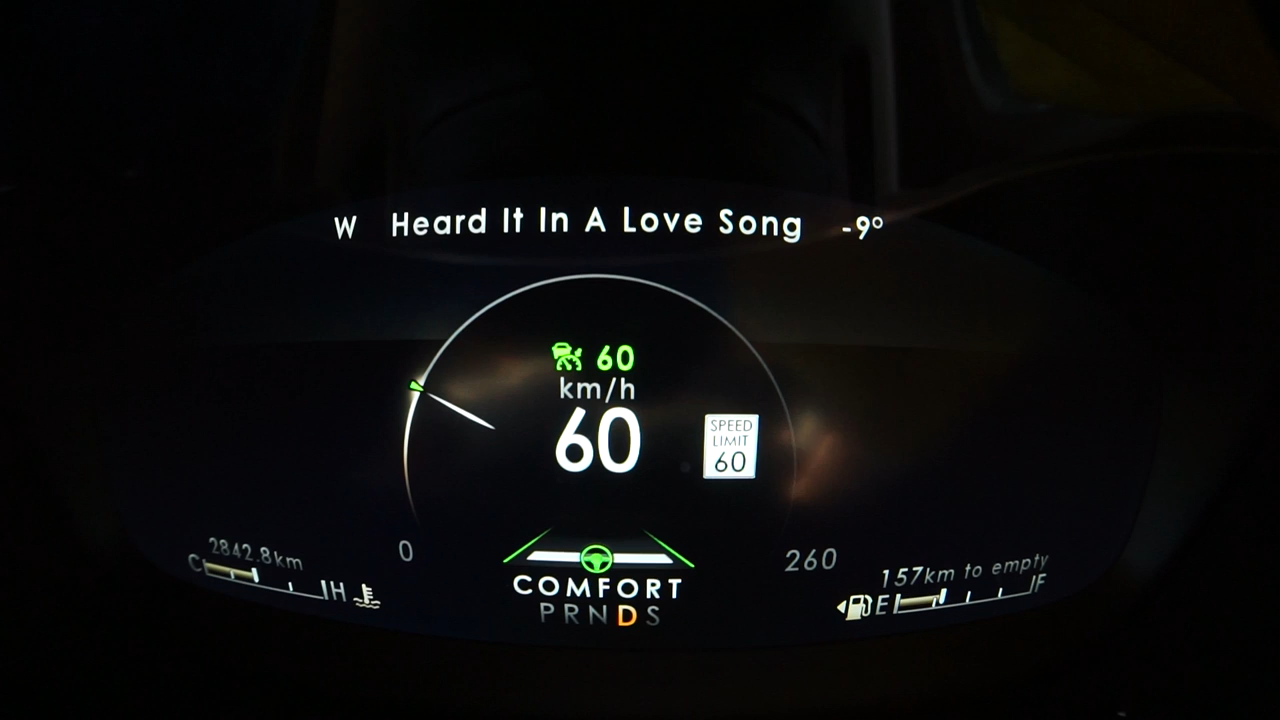 W Heard It In A Love Song -9°
60
km/h
60
SPEED
LIMIT
60
2842.8km
C H
0
260
157km to empty
E F
COMFORT
PRNDS